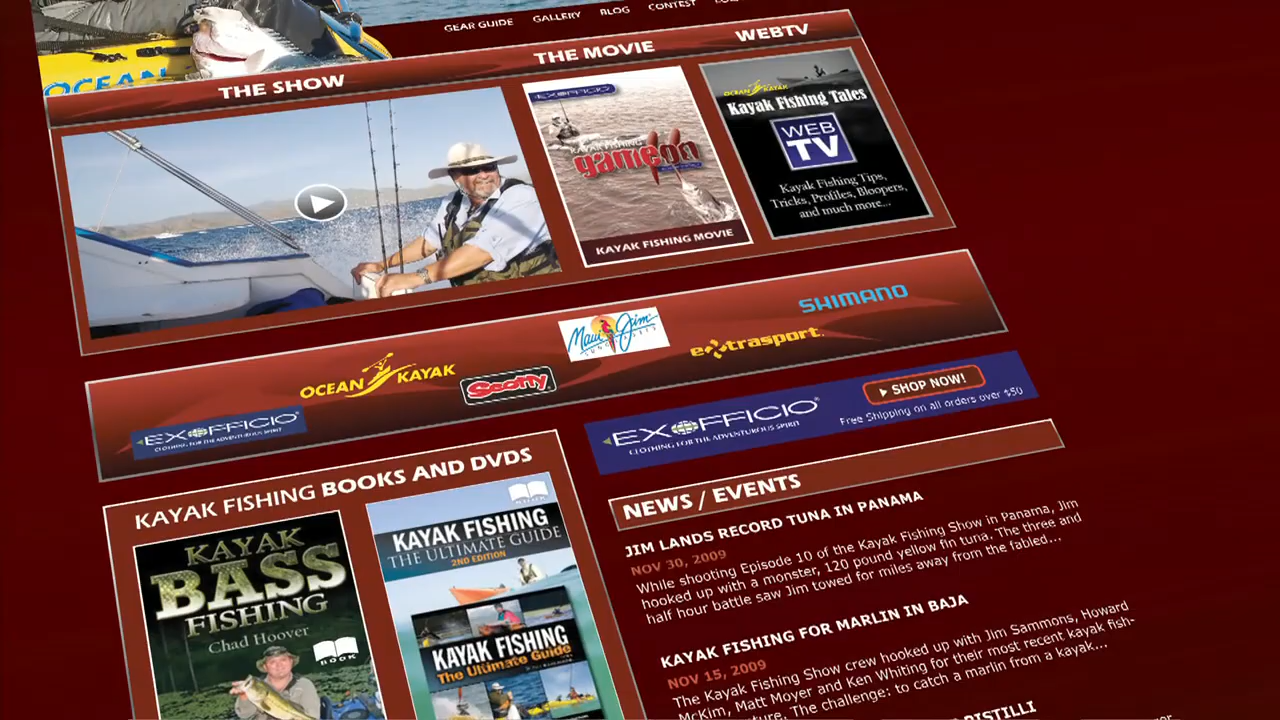 GEAR GUIDE GALLERY BLOG CONTEST
OCEAN
THE SHOW THE MOVIE WEBTV
EXOFFICIO
KAYAK FISHING
gameon
KAYAK FISHING MOVIE
OCEAN KAYAK
Kayak Fishing Tales
WEB
TV
Kayak Fishing Tips,
Tricks, Profiles, Bloopers,
and much more...
EXOFFICIO
CLOTHING FOR THE ADVENTUROUS SPIRIT
OCEAN KAYAK
Scotty
Maui Jim
SUNGLASSES
extrasport
SHIMANO
EXOFFICIO
CLOTHING FOR THE ADVENTUROUS SPIRIT
SHOP NOW!
Free Shipping on all orders over $50
KAYAK FISHING BOOKS AND DVDS
KAYAK
BASS
FISHING
Chad Hoover
BOOK
BOOK
KAYAK FISHING
THE ULTIMATE GUIDE
2ND EDITION
KAYAK FISHING
The Ultimate Guide
NEWS / EVENTS
JIM LANDS RECORD TUNA IN PANAMA
NOV 30, 2009
While shooting Episode 10 of the Kayak Fishing Show in Panama, Jim
hooked up with a monster, 120 pound yellow fin tuna. The three and
half hour battle saw Jim towed for miles away from the fabled...
KAYAK FISHING FOR MARLIN IN BAJA
NOV 15, 2009
The Kayak Fishing Show crew hooked up with Jim Sammons, Howard
McKim, Matt Moyer and Ken Whiting for their most recent kayak fish-
The challenge: to catch a marlin from a kayak...